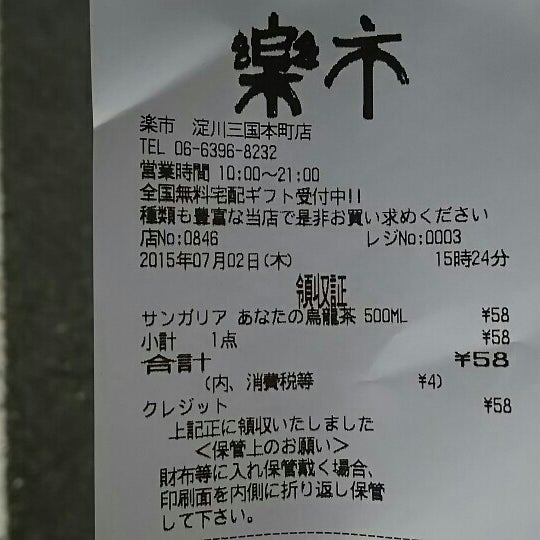 楽市
楽市 淀川三国本町店
TEL 06-6396-8232
営業時間 10:00～21:00
全国無料宅配ギフト受付中!!
種類も豊富な当店で是非お買い求めください
店No:0846 レジNo:0003
2015年07月02日(木) 15時24分
領収証
サンガリア あなたの烏龍茶 500ML ¥58
小計 1点 ¥58
合計 ¥58
(内、消費税等 ¥4)
クレジット ¥58
上記正に領収いたしました
＜保管上のお願い＞
財布等に入れ保管戴く場合、
印刷面を内側に折り返し保管
して下さい。